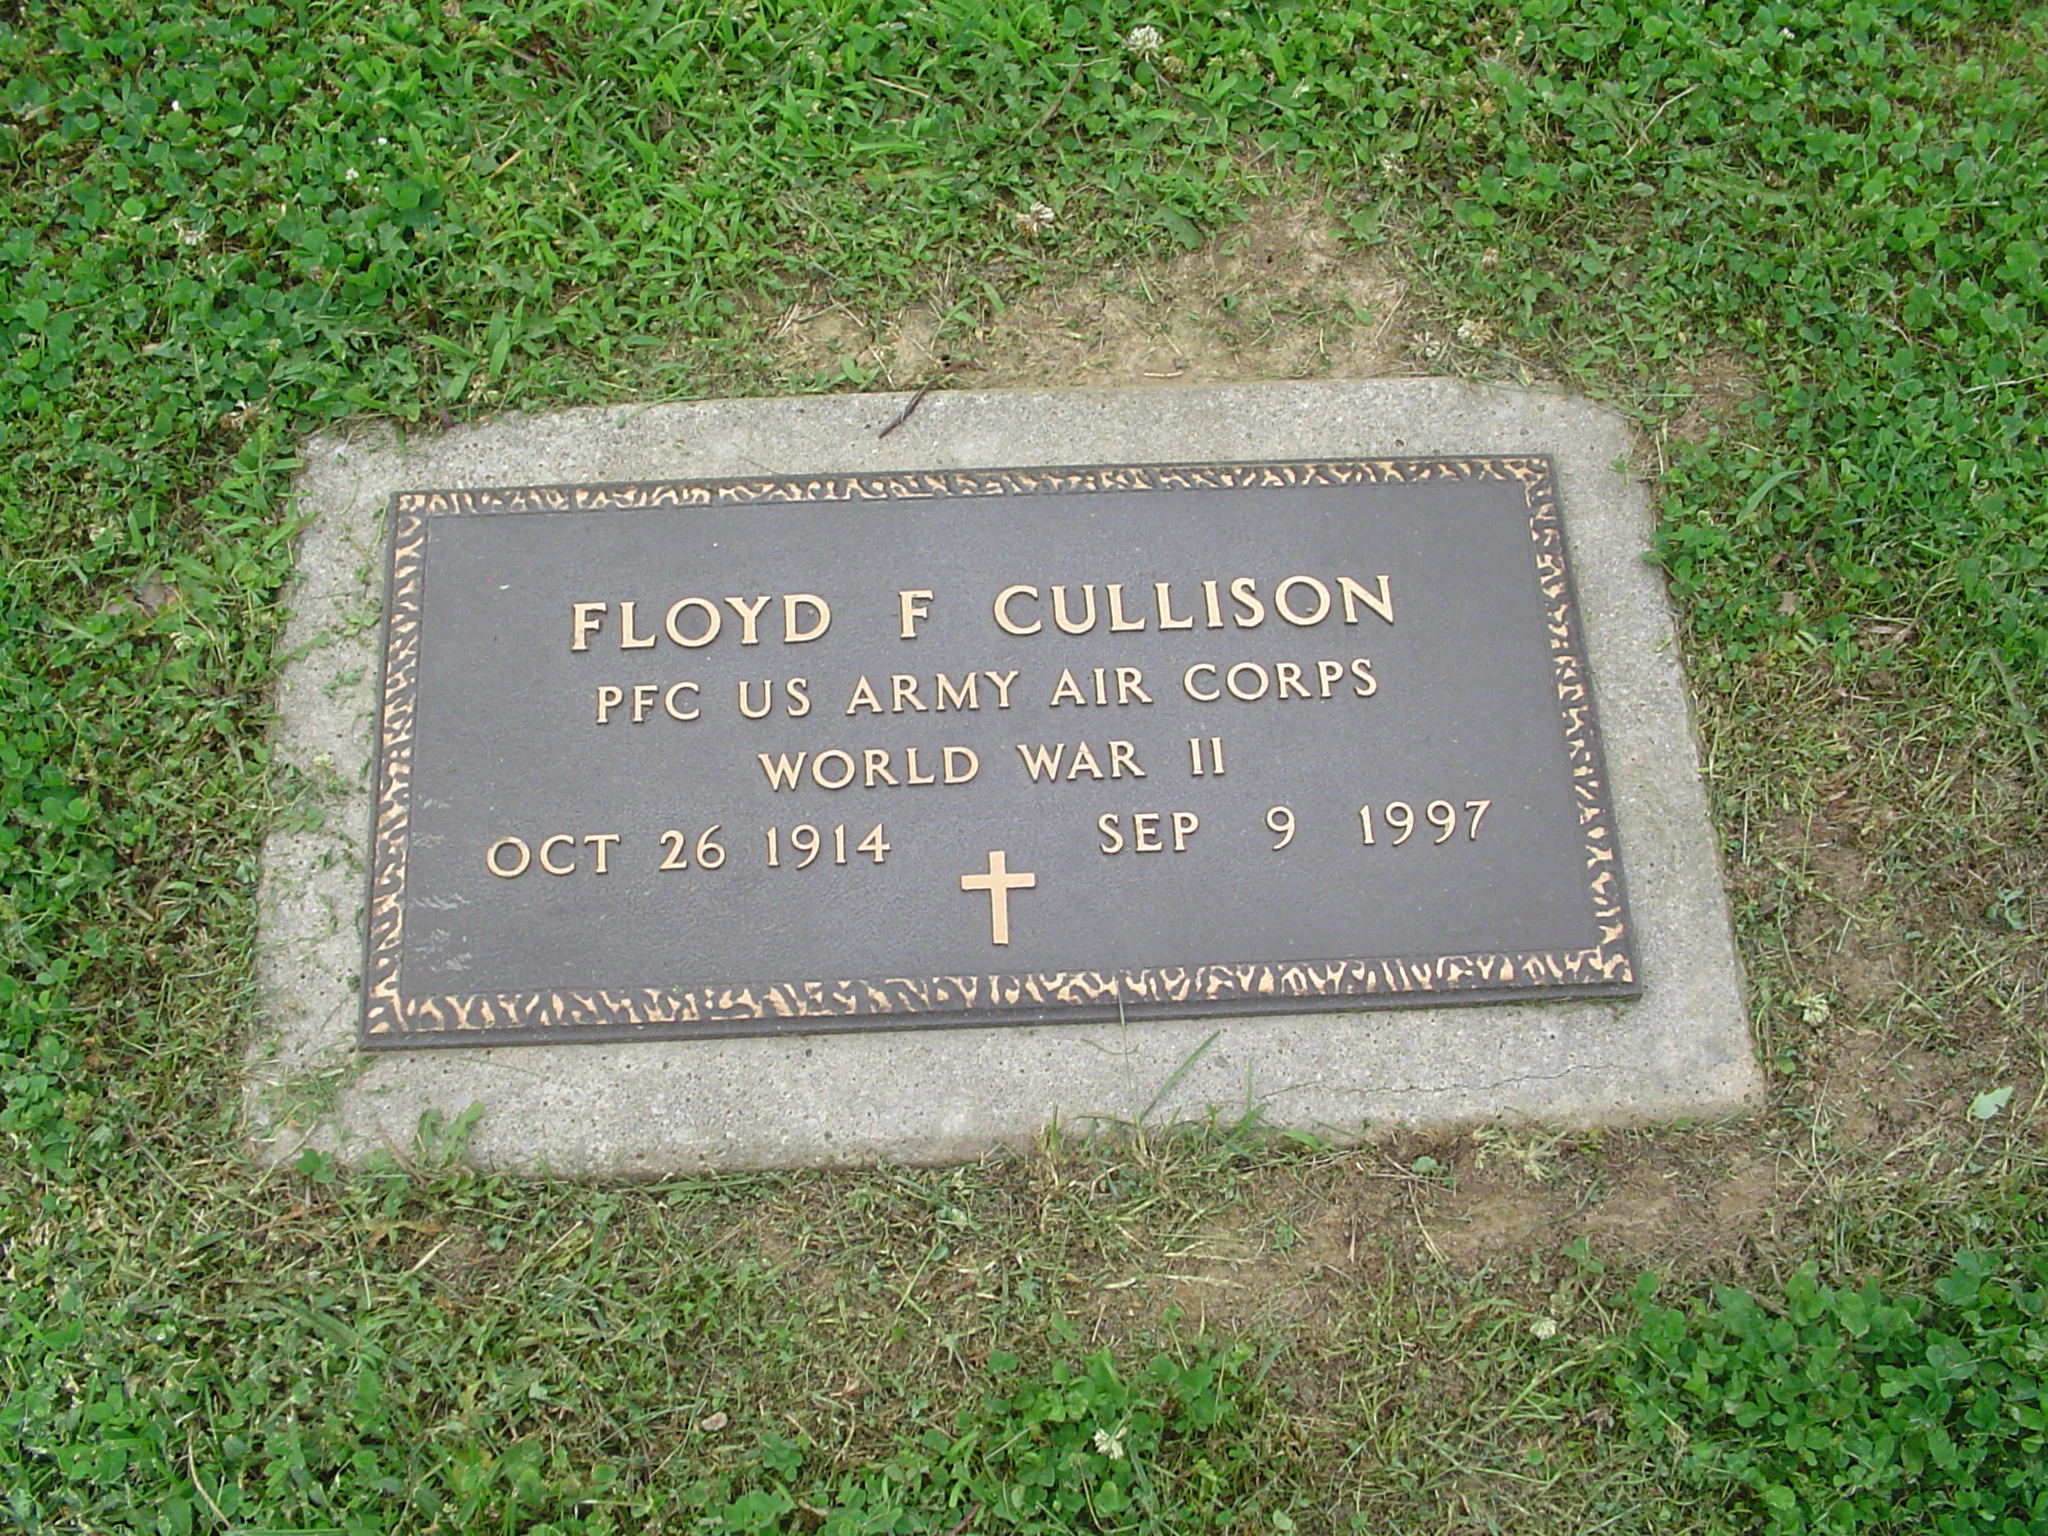 FLOYD F CULLISON
PFC US ARMY AIR CORPS
WORLD WAR II
OCT 26 1914 SEP 9 1997